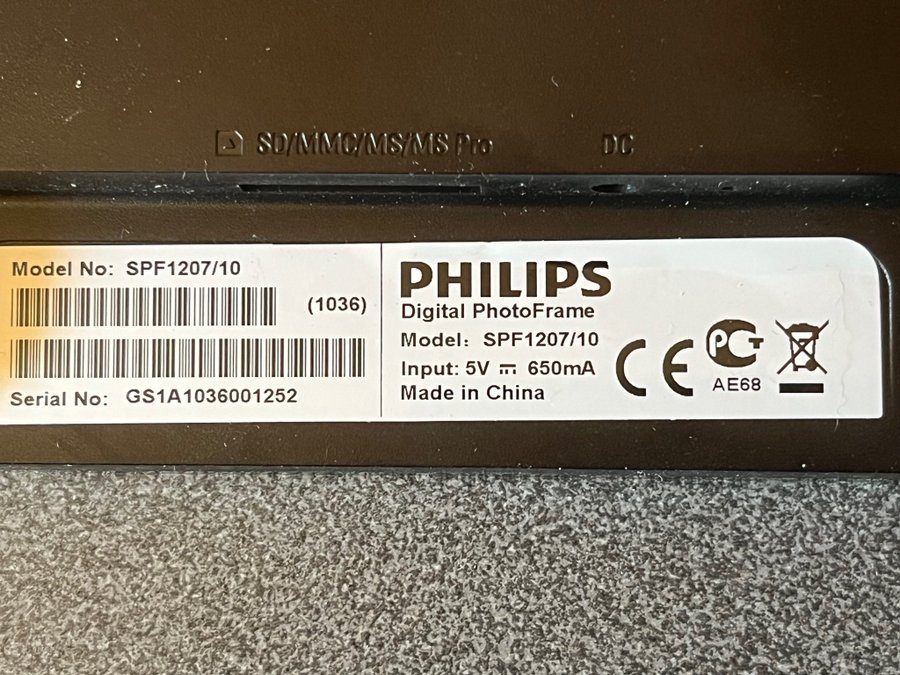 SD/MMC/MS/MS Pro
DC
Model No: SPF1207/10
(1036)
Serial No: GS1A1036001252
PHILIPS
Digital PhotoFrame
Model: SPF1207/10
Input: 5V ⎓ 650mA
Made in China
CE
PCT
AE68